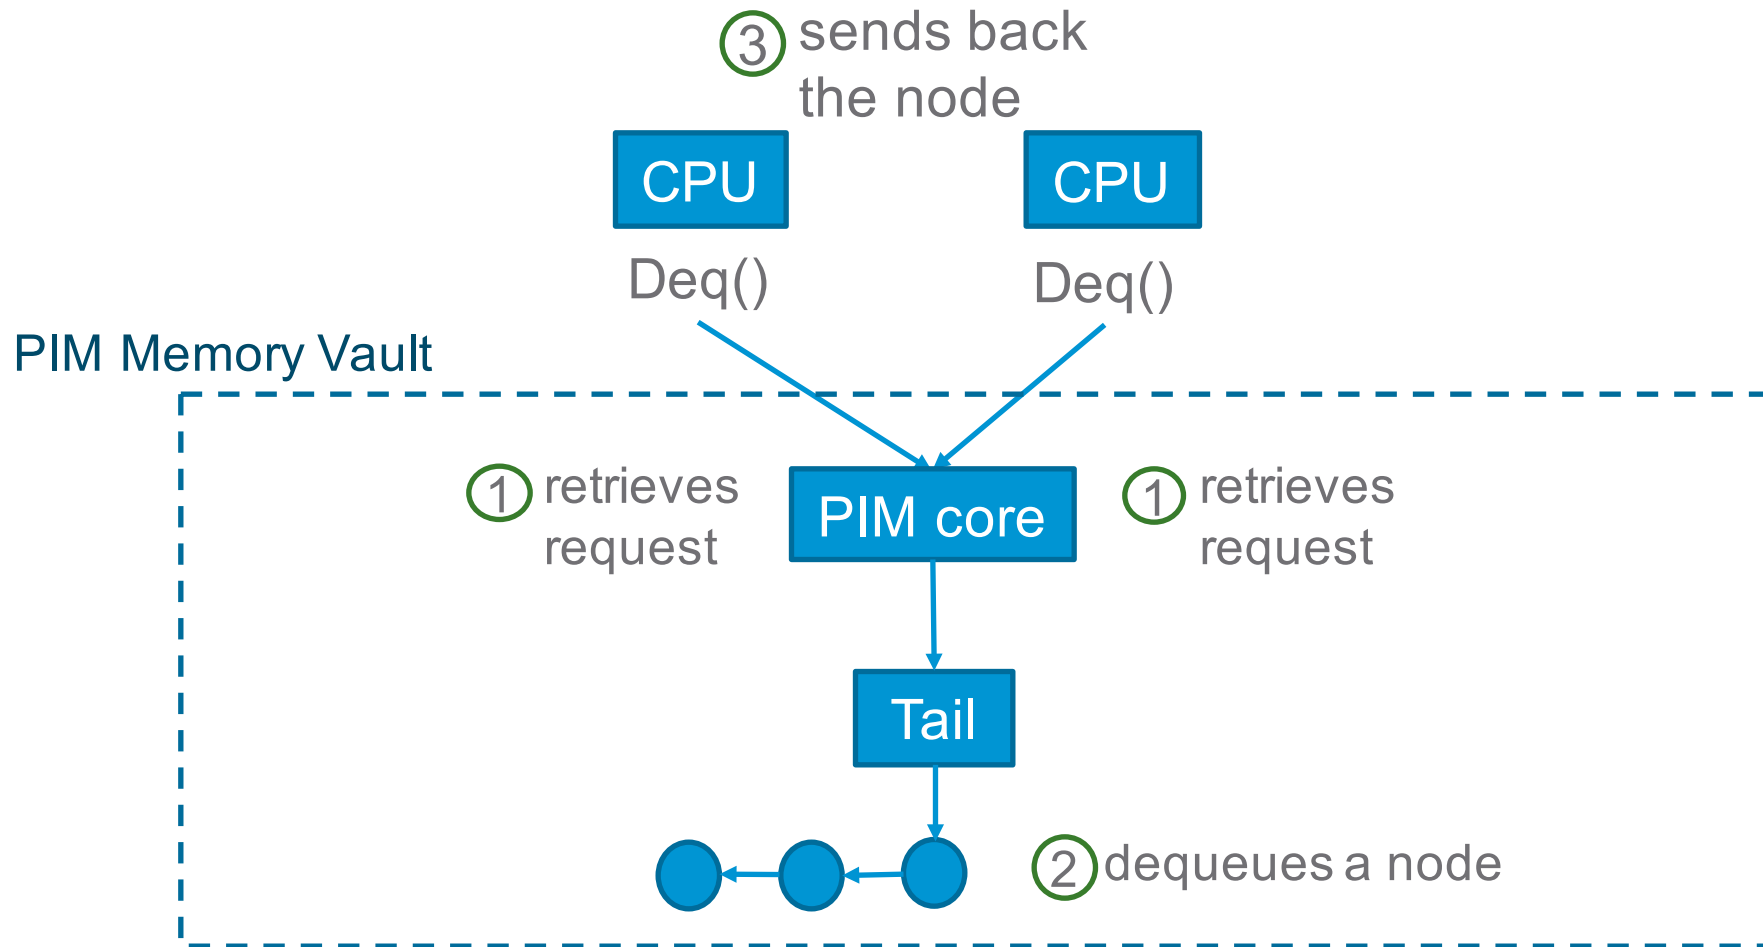 3 sends back
the node
CPU
CPU
Deq()
Deq()
PIM Memory Vault
1 retrieves
request
PIM core
1 retrieves
request
Tail
2 dequeues a node